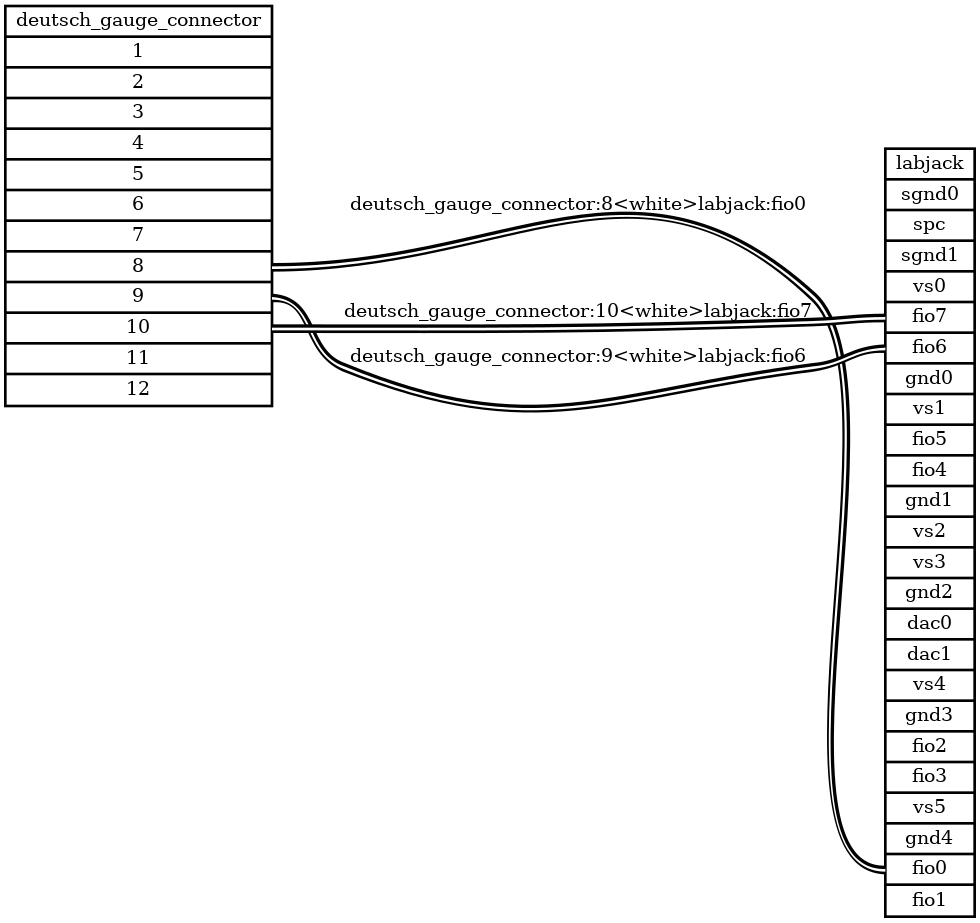 deutsch_gauge_connector
1
2
3
4
5
6
7
8
9
10
11
12
deutsch_gauge_connector:8<white>labjack:fio0
deutsch_gauge_connector:10<white>labjack:fio7
deutsch_gauge_connector:9<white>labjack:fio6
labjack
sgnd0
spc
sgnd1
vs0
fio7
fio6
gnd0
vs1
fio5
fio4
gnd1
vs2
vs3
gnd2
dac0
dac1
vs4
gnd3
fio2
fio3
vs5
gnd4
fio0
fio1